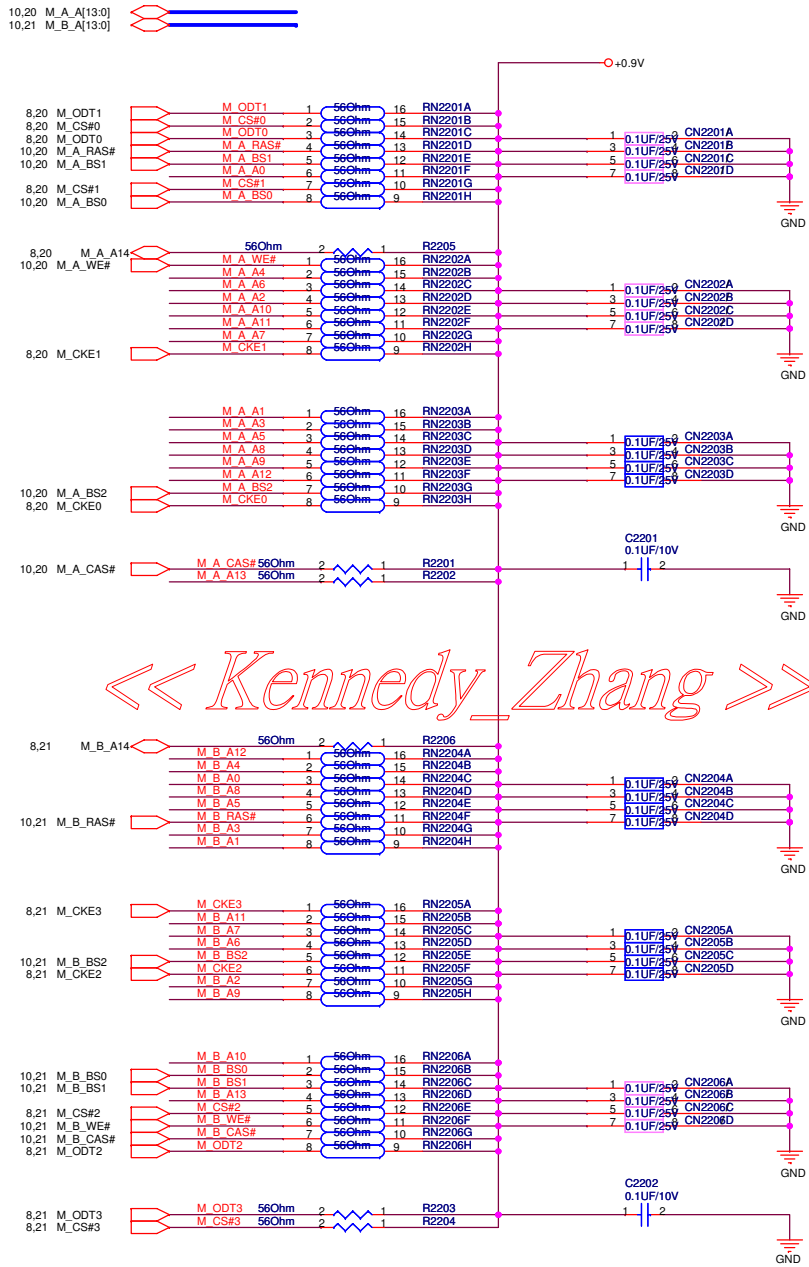 10,20 M_A_A[13:0]
10,21 M_B_A[13:0]
+0.9V
8,20 M_ODT1 M_ODT1 1 56Ohm 16 RN2201A
8,20 M_CS#0 M_CS#0 2 56Ohm 15 RN2201B
8,20 M_ODT0 M_ODT0 3 56Ohm 14 RN2201C 1 0.1UF/25V 2 CN2201A
10,20 M_A_RAS# M_A_RAS# 4 56Ohm 13 RN2201D 3 0.1UF/25V 4 CN2201B
10,20 M_A_BS1 M_A_BS1 5 56Ohm 12 RN2201E 5 0.1UF/25V 6 CN2201C
M_A_A0 6 56Ohm 11 RN2201F 7 0.1UF/25V 8 CN2201D
8,20 M_CS#1 M_CS#1 7 56Ohm 10 RN2201G
10,20 M_A_BS0 M_A_BS0 8 56Ohm 9 RN2201H
GND
8,20 M_A_A14 56Ohm 2 1 R2205
10,20 M_A_WE# M_A_WE# 1 56Ohm 16 RN2202A
M_A_A4 2 56Ohm 15 RN2202B
M_A_A6 3 56Ohm 14 RN2202C 1 0.1UF/25V 2 CN2202A
M_A_A2 4 56Ohm 13 RN2202D 3 0.1UF/25V 4 CN2202B
M_A_A10 5 56Ohm 12 RN2202E 5 0.1UF/25V 6 CN2202C
M_A_A11 6 56Ohm 11 RN2202F 7 0.1UF/25V 8 CN2202D
M_A_A7 7 56Ohm 10 RN2202G
8,20 M_CKE1 M_CKE1 8 56Ohm 9 RN2202H
GND
M_A_A1 1 56Ohm 16 RN2203A
M_A_A3 2 56Ohm 15 RN2203B
M_A_A5 3 56Ohm 14 RN2203C 1 0.1UF/25V 2 CN2203A
M_A_A8 4 56Ohm 13 RN2203D 3 0.1UF/25V 4 CN2203B
M_A_A9 5 56Ohm 12 RN2203E 5 0.1UF/25V 6 CN2203C
M_A_A12 6 56Ohm 11 RN2203F 7 0.1UF/25V 8 CN2203D
10,20 M_A_BS2 M_A_BS2 7 56Ohm 10 RN2203G
8,20 M_CKE0 M_CKE0 8 56Ohm 9 RN2203H
GND
C2201
0.1UF/10V
10,20 M_A_CAS# M_A_CAS# 56Ohm 2 1 R2201 1 2
M_A_A13 56Ohm 2 1 R2202
GND
<< Kennedy_Zhang >>
8,21 M_B_A14 56Ohm 2 1 R2206
M_B_A12 1 56Ohm 16 RN2204A
M_B_A4 2 56Ohm 15 RN2204B
M_B_A0 3 56Ohm 14 RN2204C 1 0.1UF/25V 2 CN2204A
M_B_A8 4 56Ohm 13 RN2204D 3 0.1UF/25V 4 CN2204B
M_B_A5 5 56Ohm 12 RN2204E 5 0.1UF/25V 6 CN2204C
10,21 M_B_RAS# M_B_RAS# 6 56Ohm 11 RN2204F 7 0.1UF/25V 8 CN2204D
M_B_A3 7 56Ohm 10 RN2204G
M_B_A1 8 56Ohm 9 RN2204H
GND
8,21 M_CKE3 M_CKE3 1 56Ohm 16 RN2205A
M_B_A11 2 56Ohm 15 RN2205B
M_B_A7 3 56Ohm 14 RN2205C 1 0.1UF/25V 2 CN2205A
M_B_A6 4 56Ohm 13 RN2205D 3 0.1UF/25V 4 CN2205B
10,21 M_B_BS2 M_B_BS2 5 56Ohm 12 RN2205E 5 0.1UF/25V 6 CN2205C
8,21 M_CKE2 M_CKE2 6 56Ohm 11 RN2205F 7 0.1UF/25V 8 CN2205D
M_B_A2 7 56Ohm 10 RN2205G
M_B_A9 8 56Ohm 9 RN2205H
GND
M_B_A10 1 56Ohm 16 RN2206A
10,21 M_B_BS0 M_B_BS0 2 56Ohm 15 RN2206B
10,21 M_B_BS1 M_B_BS1 3 56Ohm 14 RN2206C 1 0.1UF/25V 2 CN2206A
M_B_A13 4 56Ohm 13 RN2206D 3 0.1UF/25V 4 CN2206B
8,21 M_CS#2 M_CS#2 5 56Ohm 12 RN2206E 5 0.1UF/25V 6 CN2206C
10,21 M_B_WE# M_B_WE# 6 56Ohm 11 RN2206F 7 0.1UF/25V 8 CN2206D
10,21 M_B_CAS# M_B_CAS# 7 56Ohm 10 RN2206G
8,21 M_ODT2 M_ODT2 8 56Ohm 9 RN2206H
GND
C2202
0.1UF/10V
8,21 M_ODT3 M_ODT3 56Ohm 2 1 R2203 1 2
8,21 M_CS#3 M_CS#3 56Ohm 2 1 R2204
GND